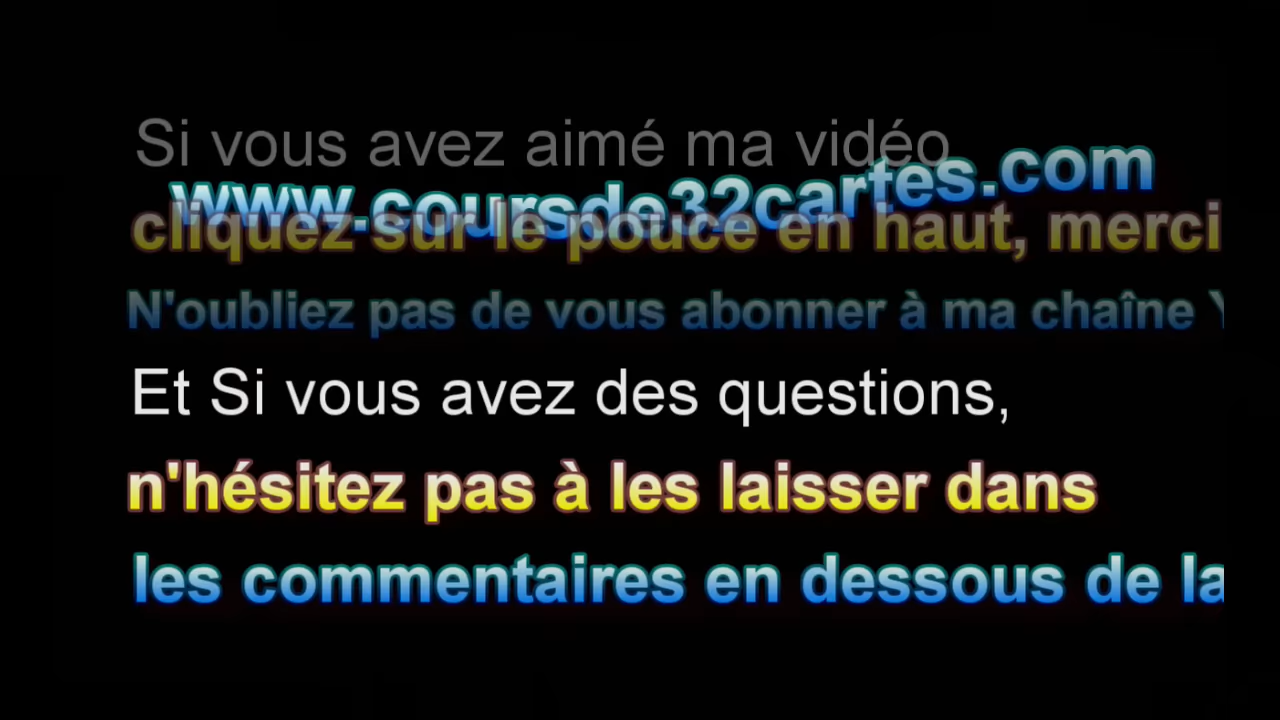 Si vous avez aimé ma vidéo
www.coursde32cartes.com
cliquez sur le pouce en haut, merci
N'oubliez pas de vous abonner à ma chaîne
Et Si vous avez des questions,
n'hésitez pas à les laisser dans
les commentaires en dessous de la